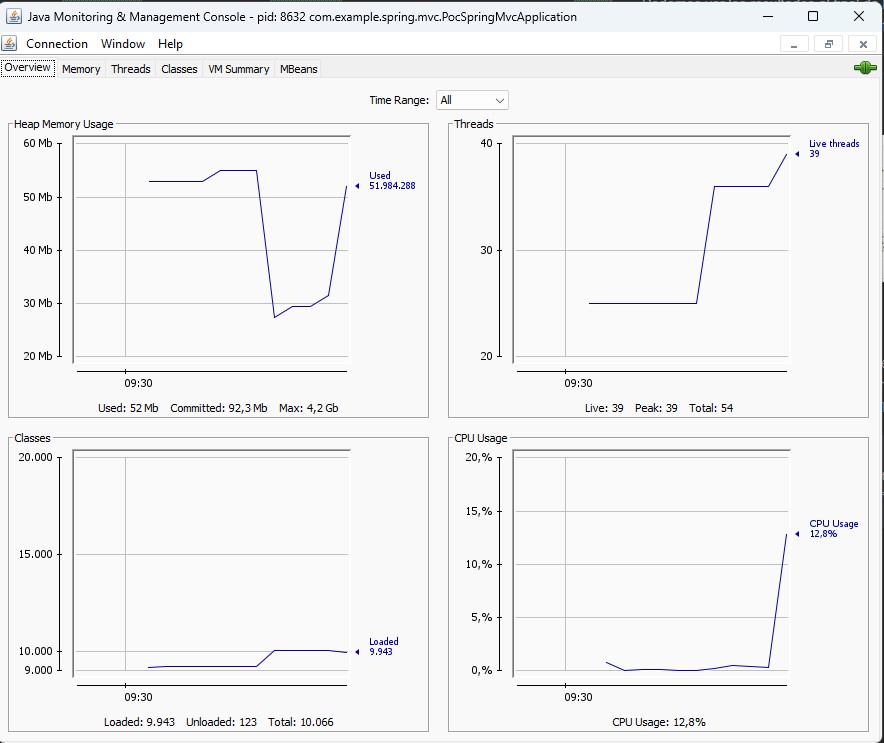 Java Monitoring & Management Console - pid: 8632 com.example.spring.mvc.PocSpringMvcApplication
Connection Window Help
Overview Memory Threads Classes VM Summary MBeans
Time Range: All
Heap Memory Usage
60 Mb
50 Mb
40 Mb
30 Mb
20 Mb
Used
51.984.288
09:30
Used: 52 Mb Committed: 92,3 Mb Max: 4,2 Gb
Threads
40
30
20
Live threads
39
09:30
Live: 39 Peak: 39 Total: 54
Classes
20.000
15.000
10.000
9.000
Loaded
9.943
09:30
Loaded: 9.943 Unloaded: 123 Total: 10.066
CPU Usage
20,%
15,%
10,%
5,%
0,%
CPU Usage
12,8%
09:30
CPU Usage: 12,8%